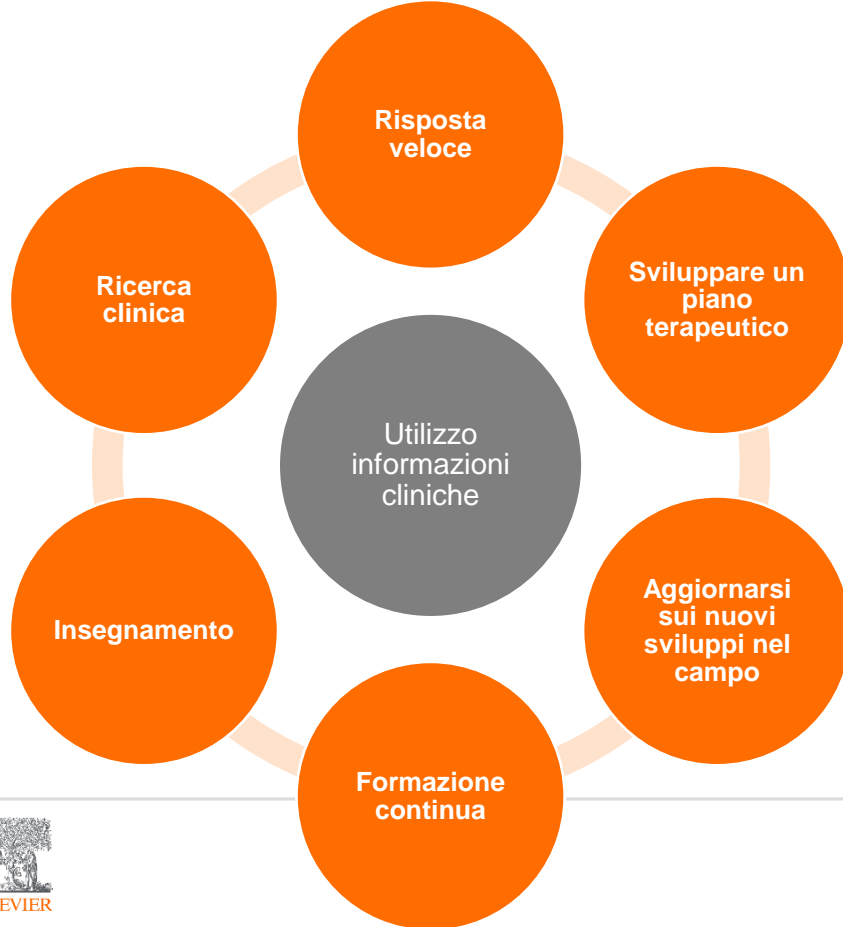 Risposta
veloce
Sviluppare un
piano
terapeutico
Ricerca
clinica
Utilizzo
informazioni
cliniche
Aggiornarsi
sui nuovi
sviluppi nel
campo
Insegnamento
Formazione
continua
EVIER